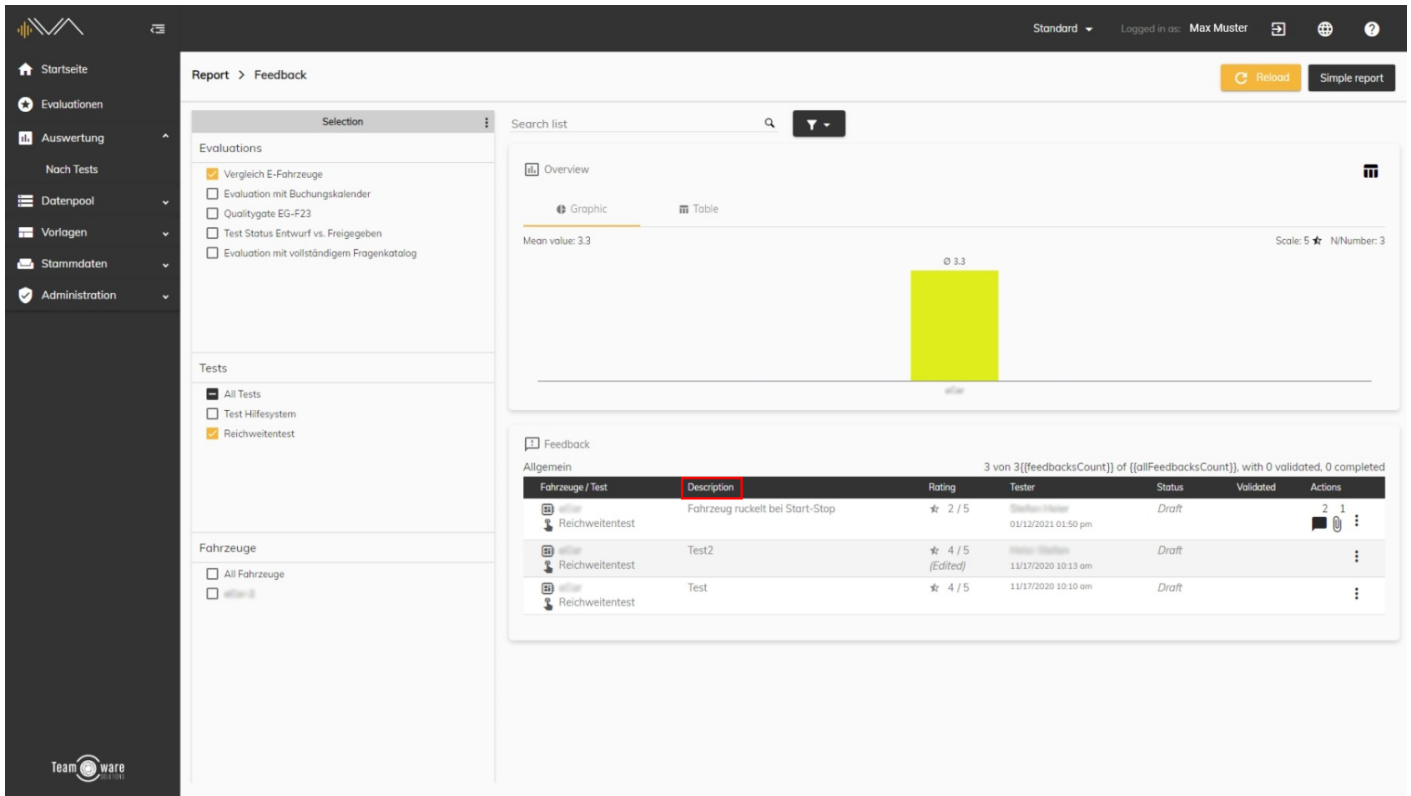 Standard
Logged in as: Max Muster
Startseite
Evaluationen
Auswertung
Nach Tests
Datenpool
Vorlagen
Stammdaten
Administration
Team ware
SOLUTIONS
Report > Feedback
Reload
Simple report
Selection
Evaluations
Vergleich E-Fahrzeuge
Evaluation mit Buchungskalender
Qualitygate EG-F23
Test Status Entwurf vs. Freigegeben
Evaluation mit vollständigem Fragenkatalog
Tests
All Tests
Test Hilfesystem
Reichweitentest
Fahrzeuge
All Fahrzeuge
Search list
Overview
Graphic Table
Mean value: 3.3 Scale: 5 N/Number: 3
Ø 3.3
Feedback
Allgemein 3 von 3{{feedbacksCount}} of {{allFeedbacksCount}}, with 0 validated, 0 completed
Fahrzeuge / Test Description Rating Tester Status Validated Actions
Fahrzeug ruckelt bei Start-Stop 2 / 5 Draft 2 1
Reichweitentest 01/12/2021 01:50 pm
Test2 4 / 5 Draft
Reichweitentest (Edited) 11/17/2020 10:13 am
Test 4 / 5 11/17/2020 10:10 am Draft
Reichweitentest